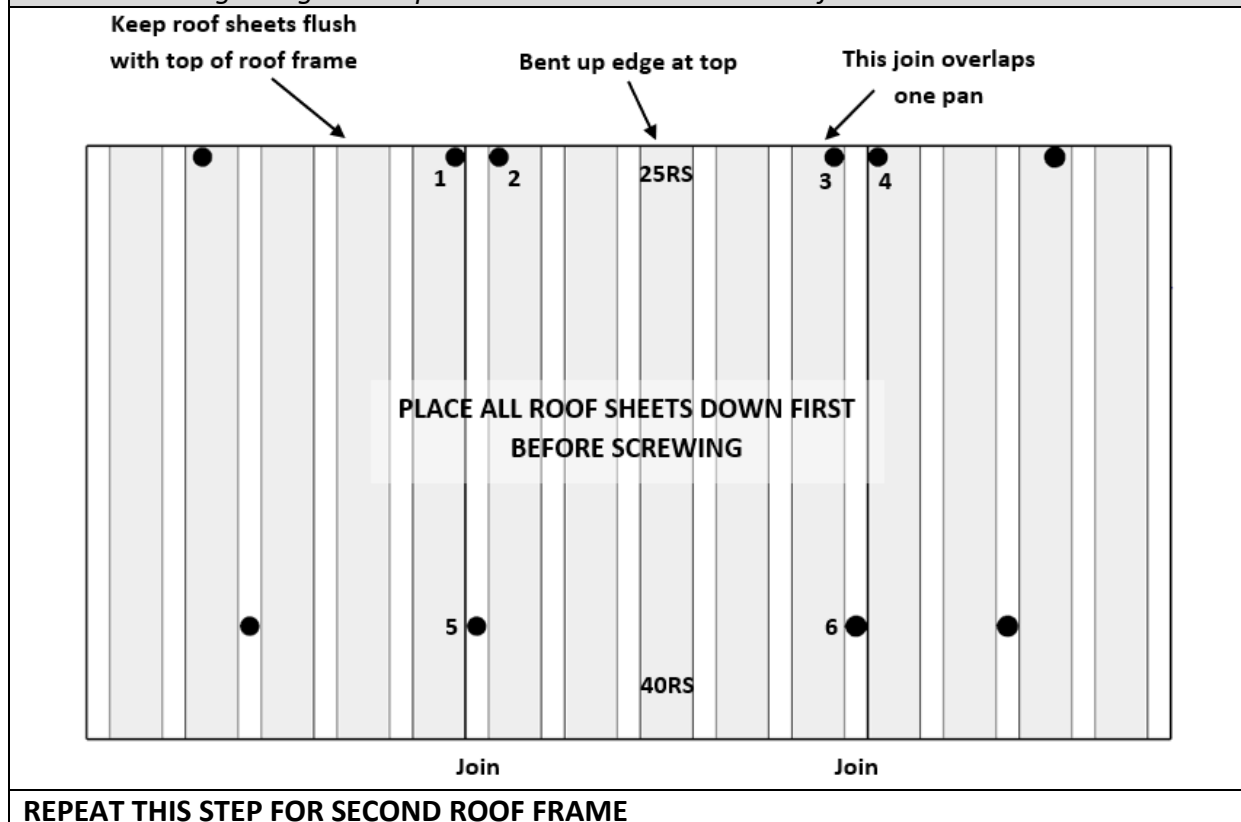 Keep roof sheets flush
with top of roof frame
Bent up edge at top
This join overlaps
one pan
1 2 25RS 3 4
PLACE ALL ROOF SHEETS DOWN FIRST
BEFORE SCREWING
5 6
40RS
Join Join
REPEAT THIS STEP FOR SECOND ROOF FRAME